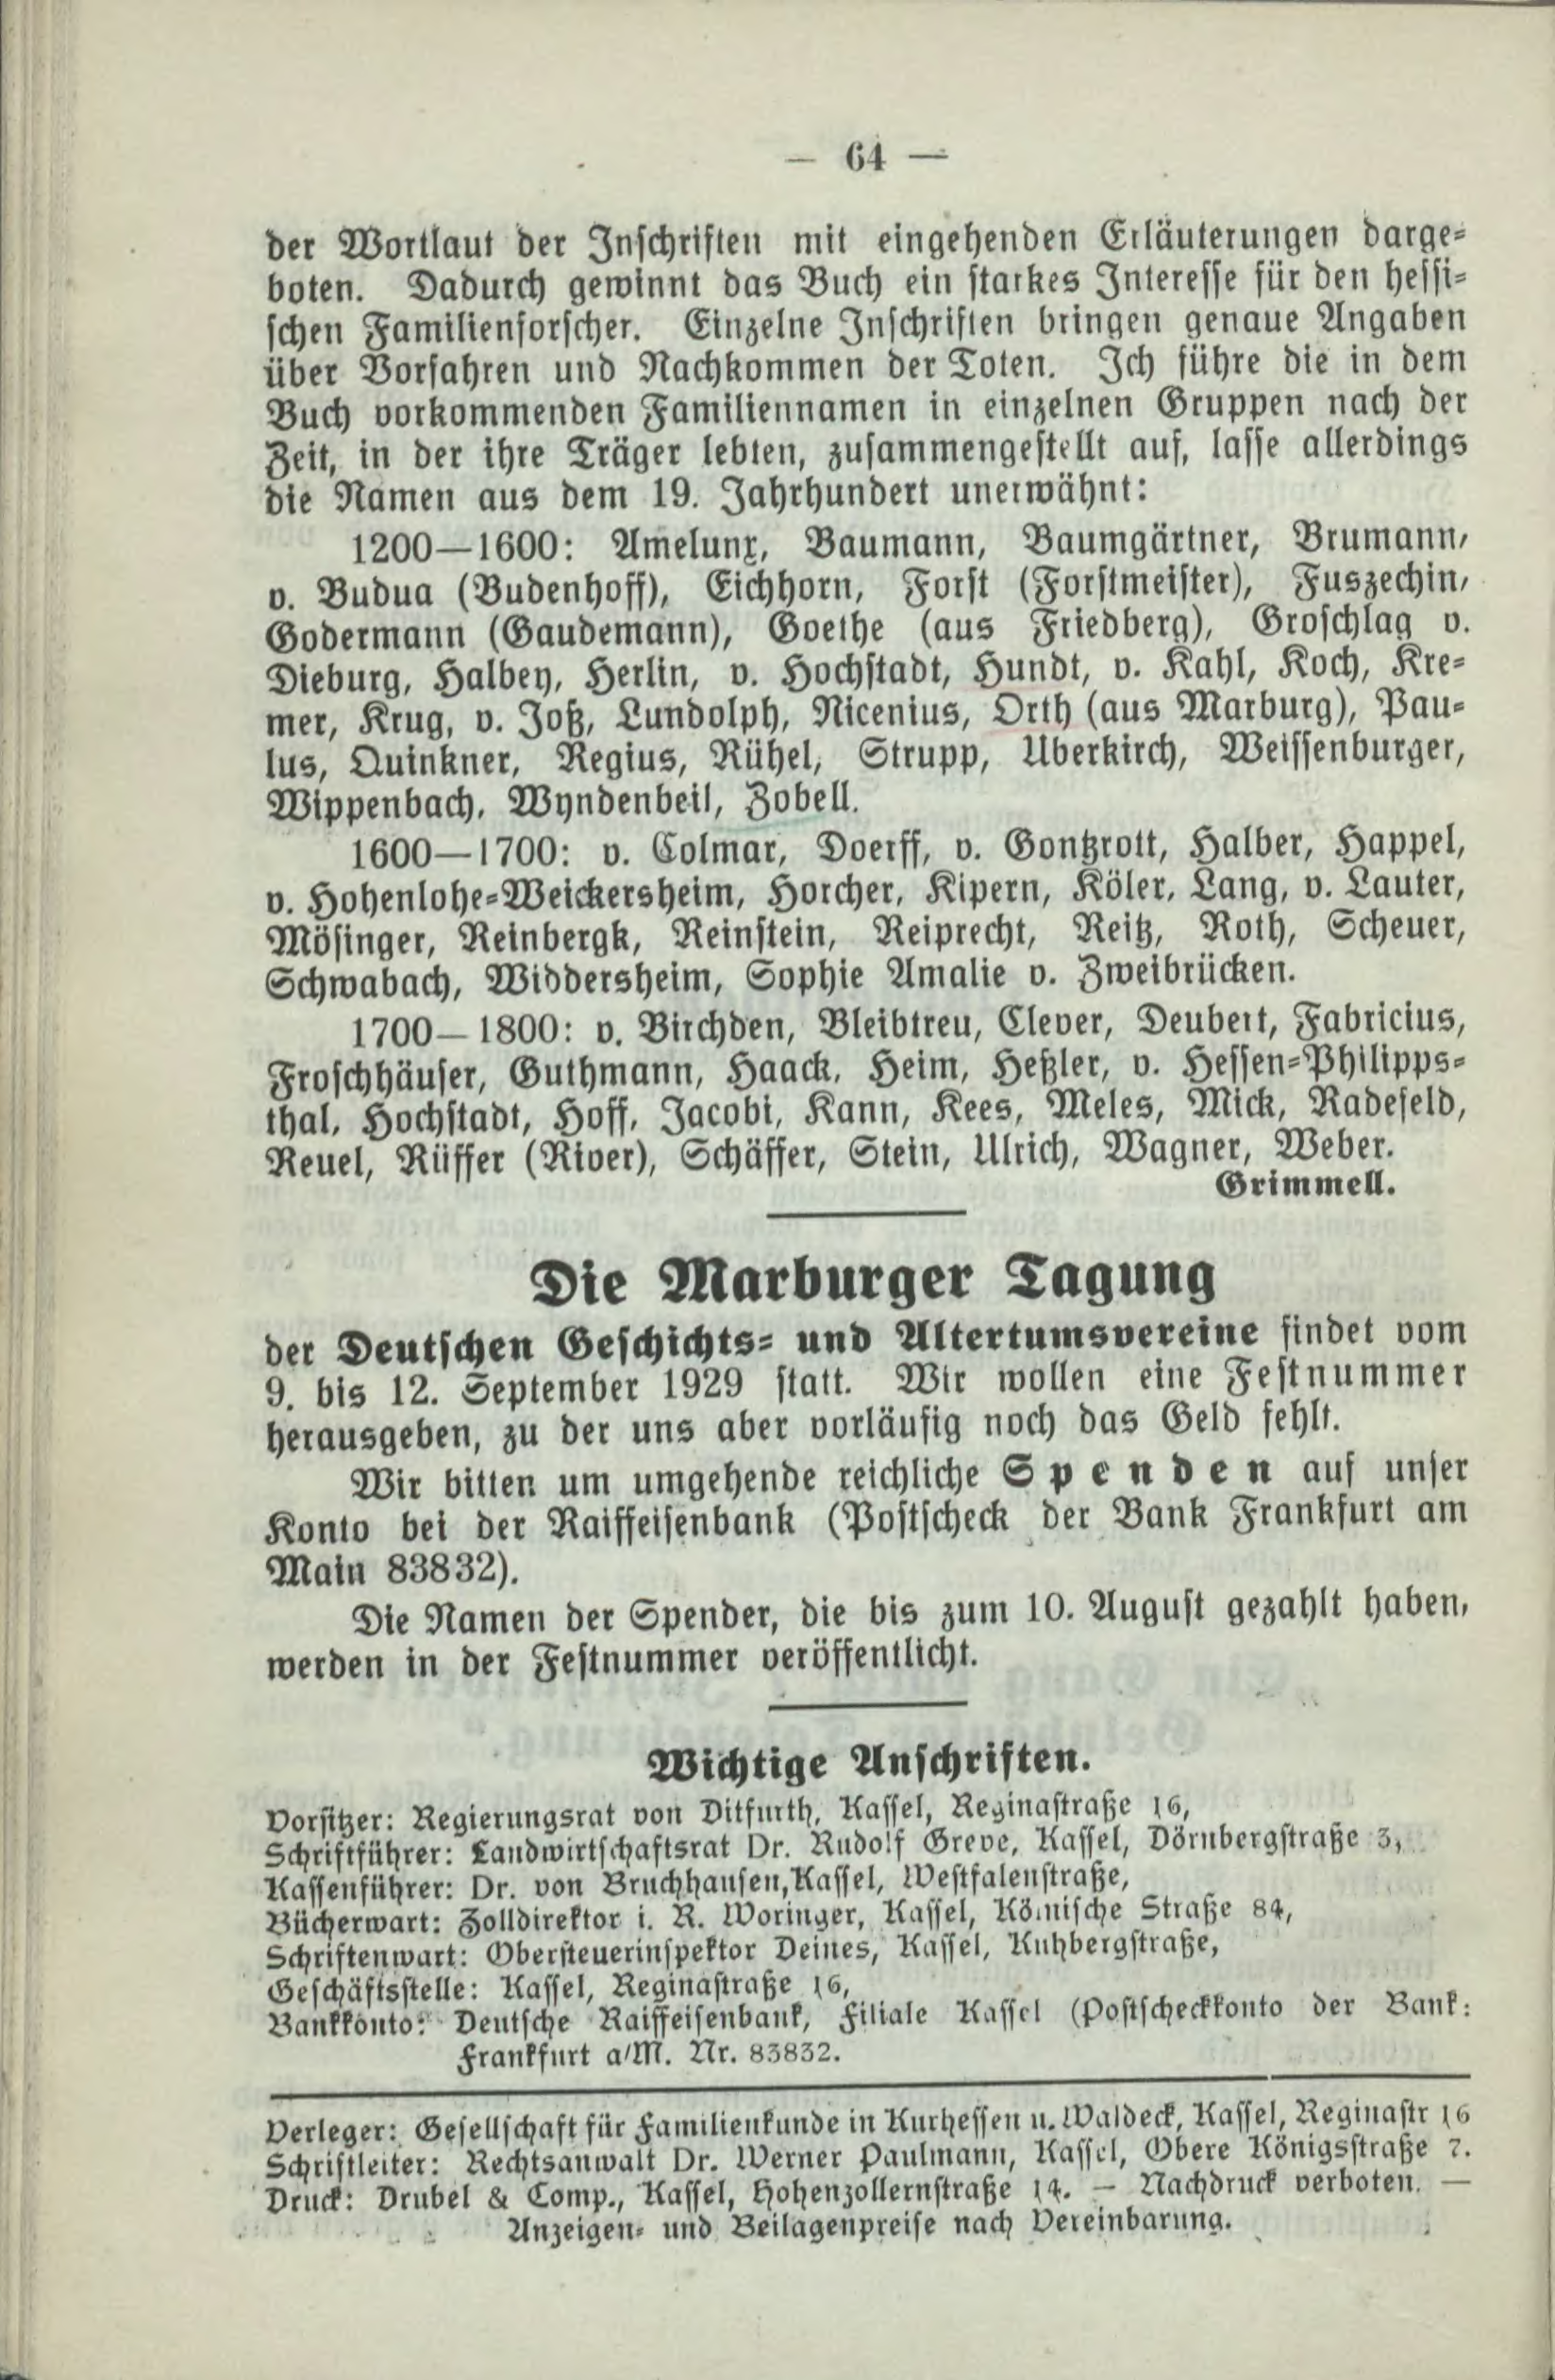 — 64 —
der Wortlaut der Inschriften mit eingehenden Erläuterungen darge-
boten. Dadurch gewinnt das Buch ein starkes Interesse für den hessi-
schen Familienforscher. Einzelne Inschriften bringen genaue Angaben
über Vorfahren und Nachkommen der Toten. Ich führe die in dem
Buch vorkommenden Familiennamen in einzelnen Gruppen nach der
Zeit, in der ihre Träger lebten, zusammengestellt auf, lasse allerdings
die Namen aus dem 19. Jahrhundert unerwähnt:
1200—1600: Amelunx, Baumann, Baumgärtner, Brumann,
v. Budua (Budenhoff), Eichhorn, Forst (Forstmeister), Fuszechin,
Godermann (Gaudemann), Goethe (aus Friedberg), Groschlag v.
Dieburg, Halbey, Herlin, v. Hochstadt, Hundt, v. Kahl, Koch, Kre-
mer, Krug, v. Joß, Lundolph, Nicenius, Orth (aus Marburg), Pau-
lus, Quinkner, Regius, Rühel, Strupp, Uberkirch, Weissenburger,
Wippenbach, Wyndenbeil, Zobell.
1600—1700: v. Colmar, Doerff, v. Gontzrott, Halber, Happel,
v. Hohenlohe-Weickersheim, Horcher, Kipern, Köler, Lang, v. Lauter,
Mösinger, Reinbergk, Reinstein, Reiprecht, Reitz, Roth, Scheuer,
Schwabach, Widdersheim, Sophie Amalie v. Zweibrücken.
1700—1800: v. Birchden, Bleibtreu, Clever, Deubert, Fabricius,
Froschhäuser, Guthmann, Haack, Heim, Heßler, v. Hessen-Philipps-
thal, Hochstadt, Hoff, Jacobi, Kann, Kees, Meles, Mick, Radefeld,
Reuel, Rüffer (River), Schäffer, Stein, Ulrich, Wagner, Weber.
Grimmell.
Die Marburger Tagung
der Deutschen Geschichts- und Altertumsvereine findet vom
9. bis 12. September 1929 statt. Wir wollen eine Festnummer
herausgeben, zu der uns aber vorläufig noch das Geld fehlt.
Wir bitten um umgehende reichliche Spenden auf unser
Konto bei der Raiffeisenbank (Postscheck der Bank Frankfurt am
Main 83832).
Die Namen der Spender, die bis zum 10. August gezahlt haben,
werden in der Festnummer veröffentlicht.
Wichtige Anschriften.
Vorsitzer: Regierungsrat von Ditfurth, Kassel, Reginastraße 16,
Schriftführer: Landwirtschaftsrat Dr. Rudolf Greve, Kassel, Dörnbergstraße 3,
Kassenführer: Dr. von Bruchhausen, Kassel, Westfalenstraße,
Bücherwart: Zolldirektor i. R. Woringer, Kassel, Kölnische Straße 84,
Schriftenwart: Obersteuerinspektor Deines, Kassel, Kuhbergstraße,
Geschäftsstelle: Kassel, Reginastraße 16,
Bankkonto: Deutsche Raiffeisenbank, Filiale Kassel (Postscheckkonto der Bank:
Frankfurt a/M. Nr. 83832.
Verleger: Gesellschaft für Familienkunde in Kurhessen u. Waldeck, Kassel, Reginastr 16
Schriftleiter: Rechtsanwalt Dr. Werner Paulmann, Kassel, Obere Königsstraße 7.
Druck: Drubel & Comp., Kassel, Hohenzollernstraße 14. — Nachdruck verboten. —
Anzeigen- und Beilagenpreise nach Vereinbarung.